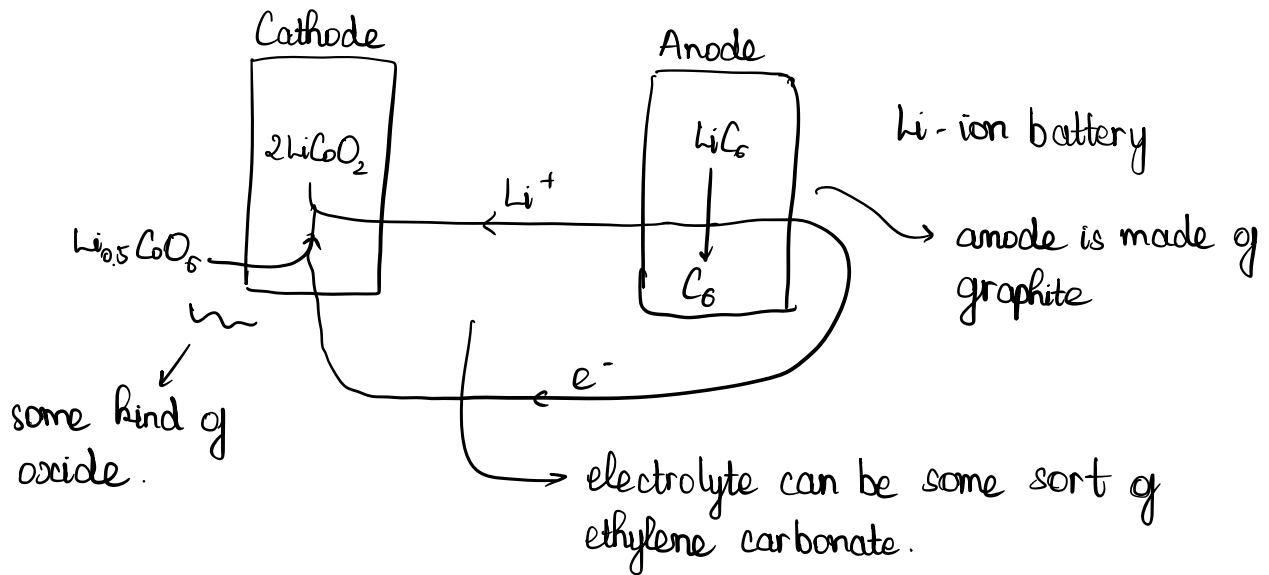 Cathode
Anode
2LiCoO₂
LiC₆
Li-ion battery
Li⁺
Li₀.₅CoO₆
C₆
anode is made of
graphite
e⁻
some kind of
oxide.
electrolyte can be some sort of
ethylene carbonate.